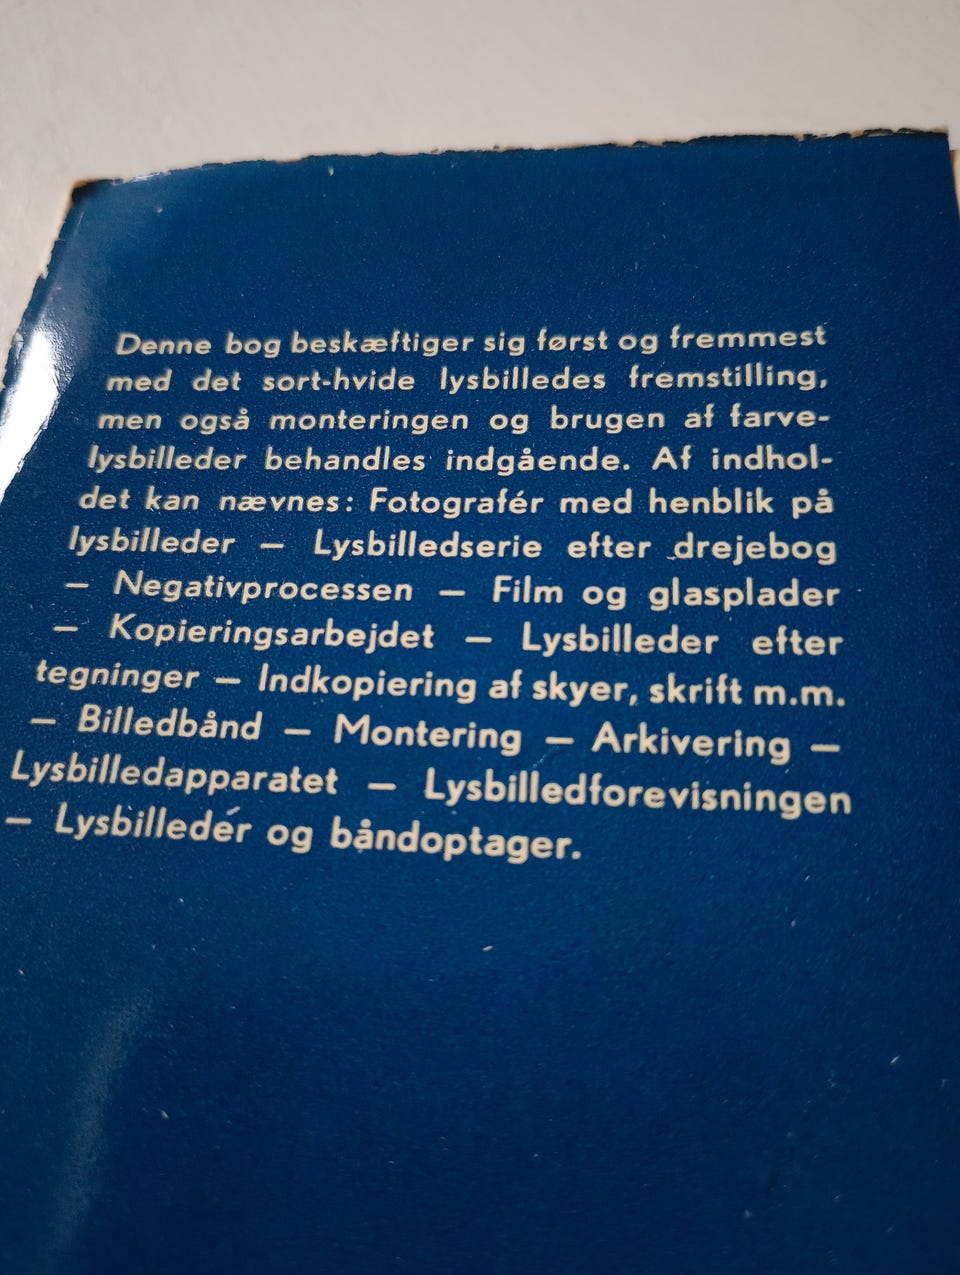 Denne bog beskæftiger sig først og fremmest
med det sort-hvide lysbilledes fremstilling,
men også monteringen og brugen af farve-
lysbilleder behandles indgående. Af indhol-
det kan nævnes: Fotografér med henblik på
lysbilleder — Lysbilledserie efter drejebog
— Negativprocessen — Film og glasplader
— Kopieringsarbejdet — Lysbilleder efter
tegninger — Indkopiering af skyer, skrift m.m.
— Billedbånd — Montering — Arkivering —
Lysbilledapparatet — Lysbilledforevisningen
— Lysbilleder og båndoptager.